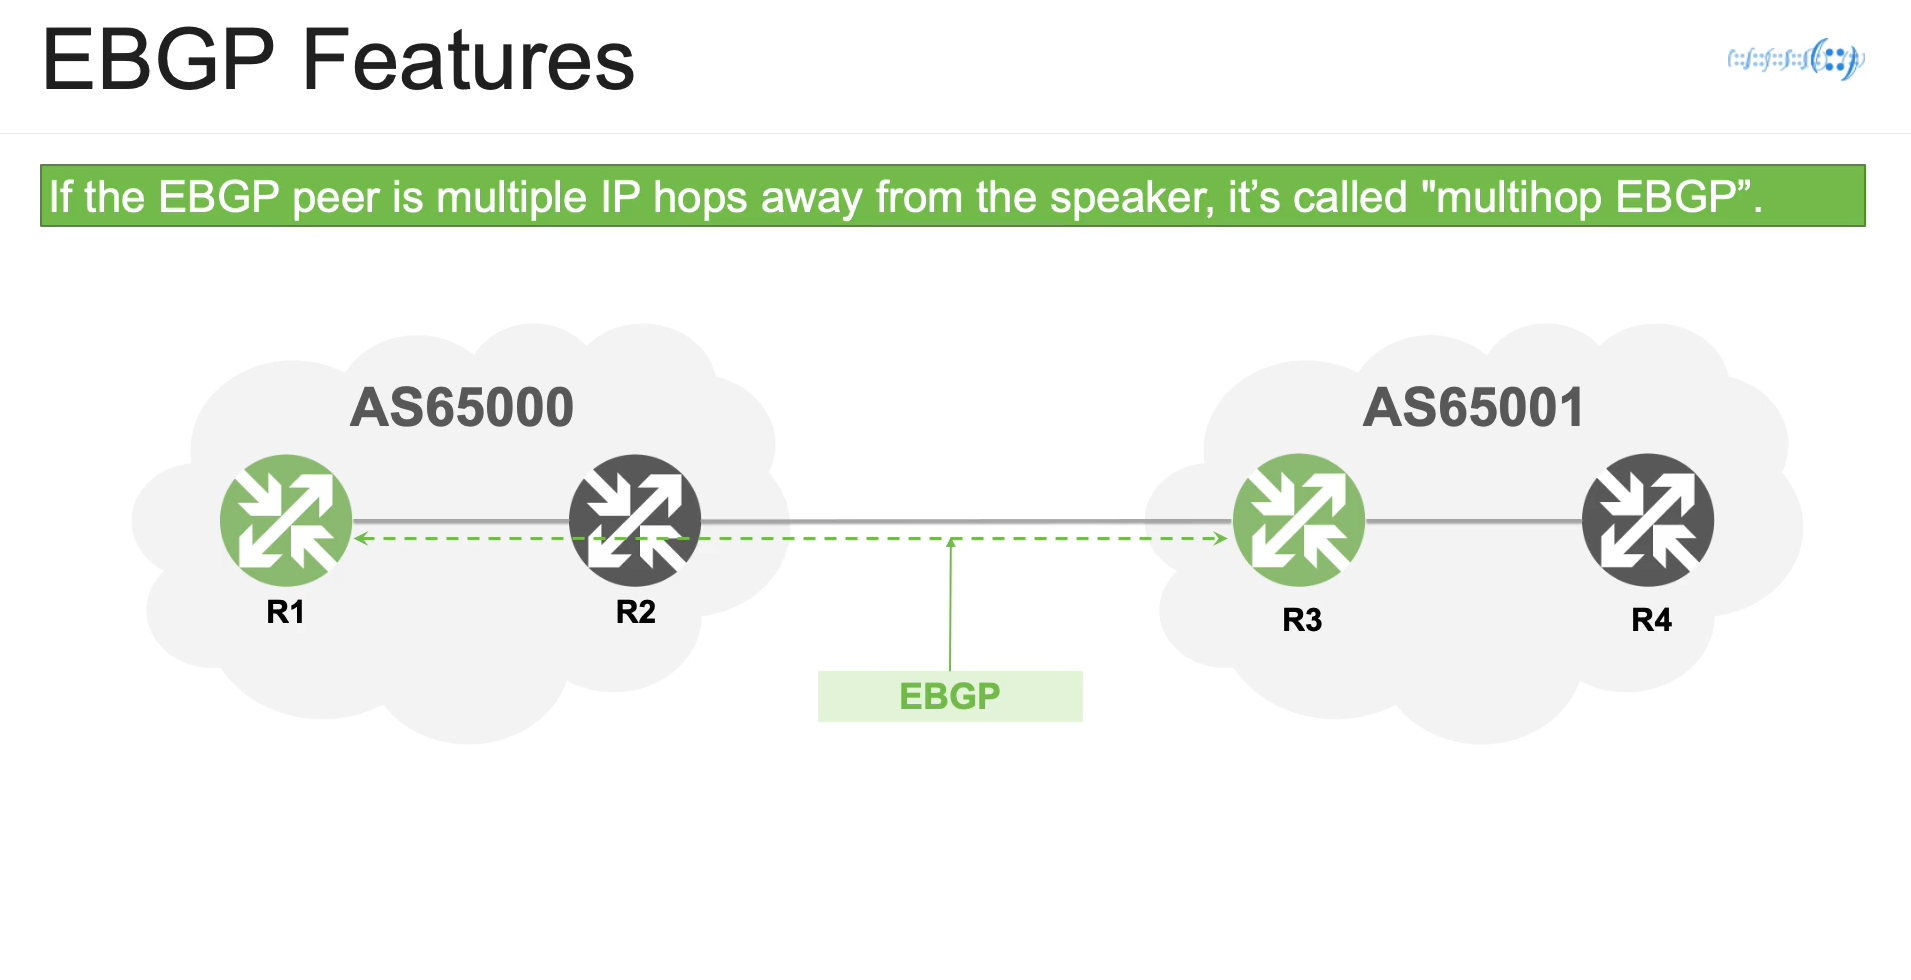 EBGP Features
If the EBGP peer is multiple IP hops away from the speaker, it’s called "multihop EBGP”.
AS65000
AS65001
R1
R2
R3
R4
EBGP